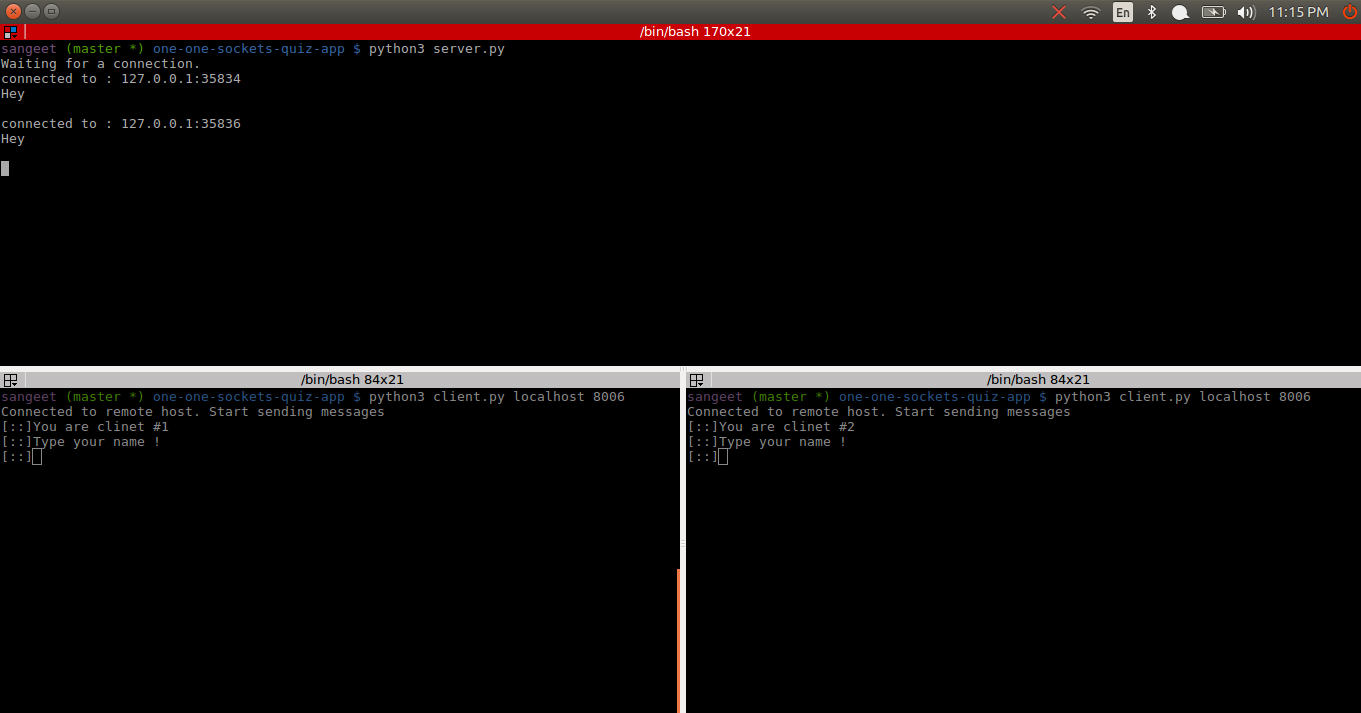 En
11:15 PM
/bin/bash 170x21
sangeet (master *) one-one-sockets-quiz-app $ python3 server.py
Waiting for a connection.
connected to : 127.0.0.1:35834
Hey
connected to : 127.0.0.1:35836
Hey
/bin/bash 84x21
sangeet (master *) one-one-sockets-quiz-app $ python3 client.py localhost 8006
Connected to remote host. Start sending messages
[::]You are clinet #1
[::]Type your name !
[::]
/bin/bash 84x21
sangeet (master *) one-one-sockets-quiz-app $ python3 client.py localhost 8006
Connected to remote host. Start sending messages
[::]You are clinet #2
[::]Type your name !
[::]